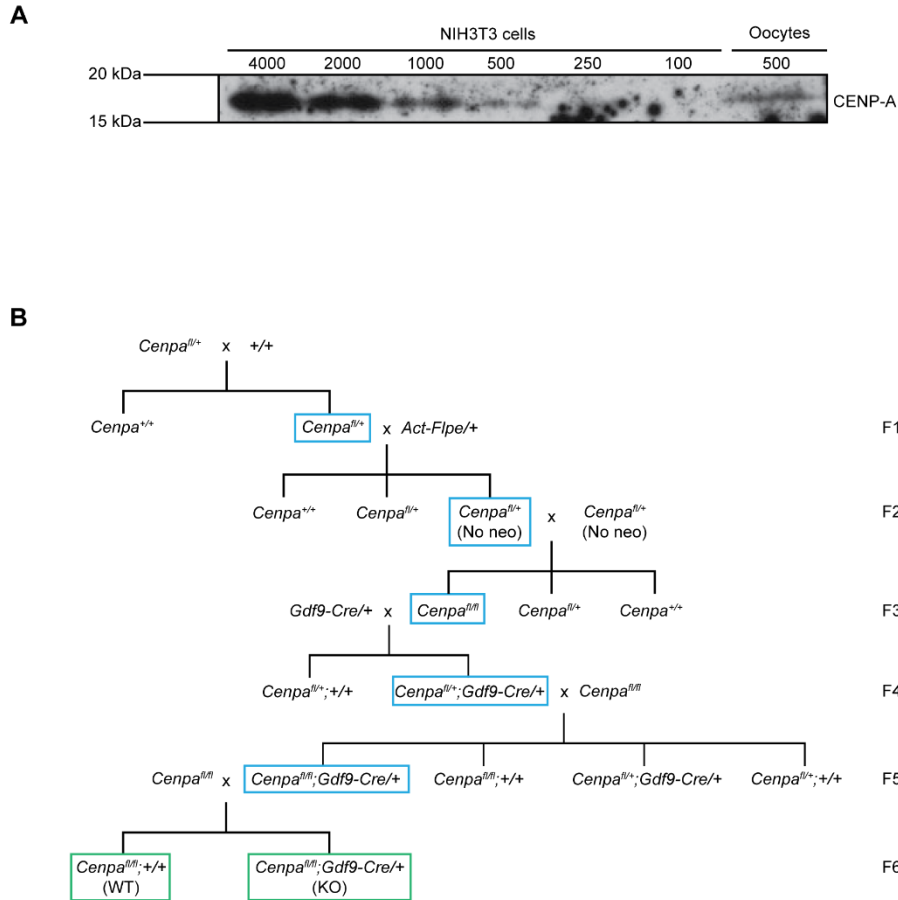 A
NIH3T3 cells Oocytes
4000 2000 1000 500 250 100 500
20 kDa
CENP-A
15 kDa
B
Cenpa^fl/+ x +/+
Cenpa^+/+ Cenpa^fl/+ x Act-Flpe/+ F1
Cenpa^+/+ Cenpa^fl/+ Cenpa^fl/+ x Cenpa^fl/+ F2
(No neo) (No neo)
Gdf9-Cre/+ x Cenpa^fl/fl Cenpa^fl/+ Cenpa^+/+ F3
Cenpa^fl/+;+/+ Cenpa^fl/+;Gdf9-Cre/+ x Cenpa^fl/fl F4
Cenpa^fl/fl x Cenpa^fl/fl;Gdf9-Cre/+ Cenpa^fl/fl;+/+ Cenpa^fl/+;Gdf9-Cre/+ Cenpa^fl/+;+/+ F5
Cenpa^fl/fl;+/+ Cenpa^fl/fl;Gdf9-Cre/+ F6
(WT) (KO)